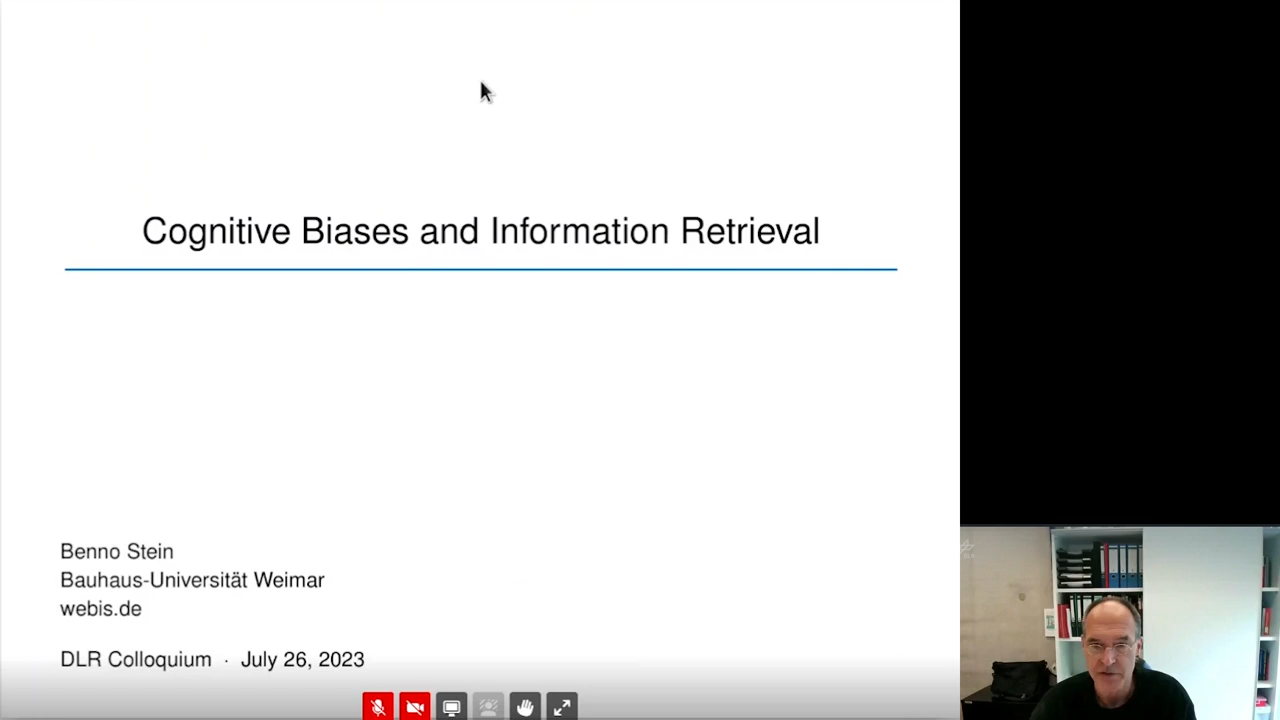 Cognitive Biases and Information Retrieval
Benno Stein
Bauhaus-Universität Weimar
webis.de
DLR Colloquium · July 26, 2023